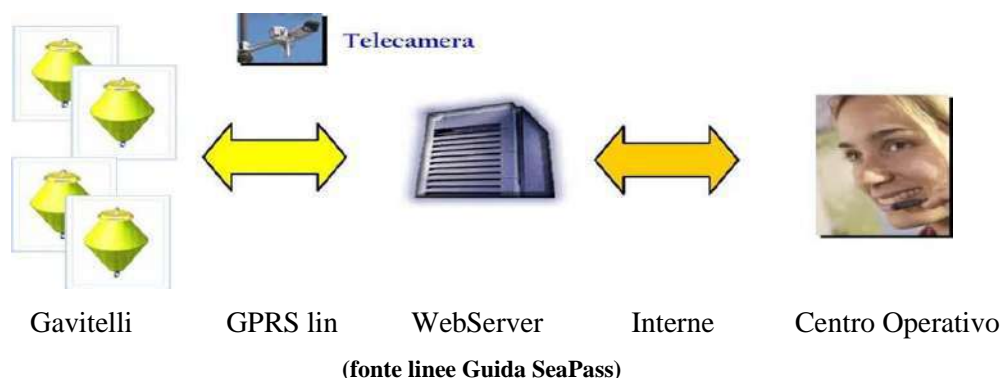 Telecamera
Gavitelli GPRS lin WebServer Interne Centro Operativo
(fonte linee Guida SeaPass)